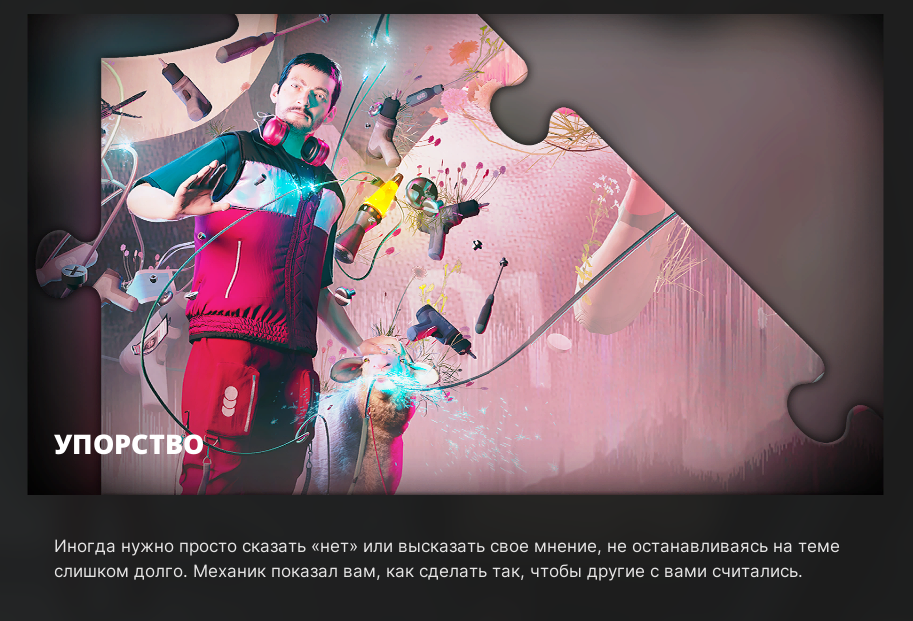 УПОРСТВО
Иногда нужно просто сказать «нет» или высказать свое мнение, не останавливаясь на теме
слишком долго. Механик показал вам, как сделать так, чтобы другие с вами считались.